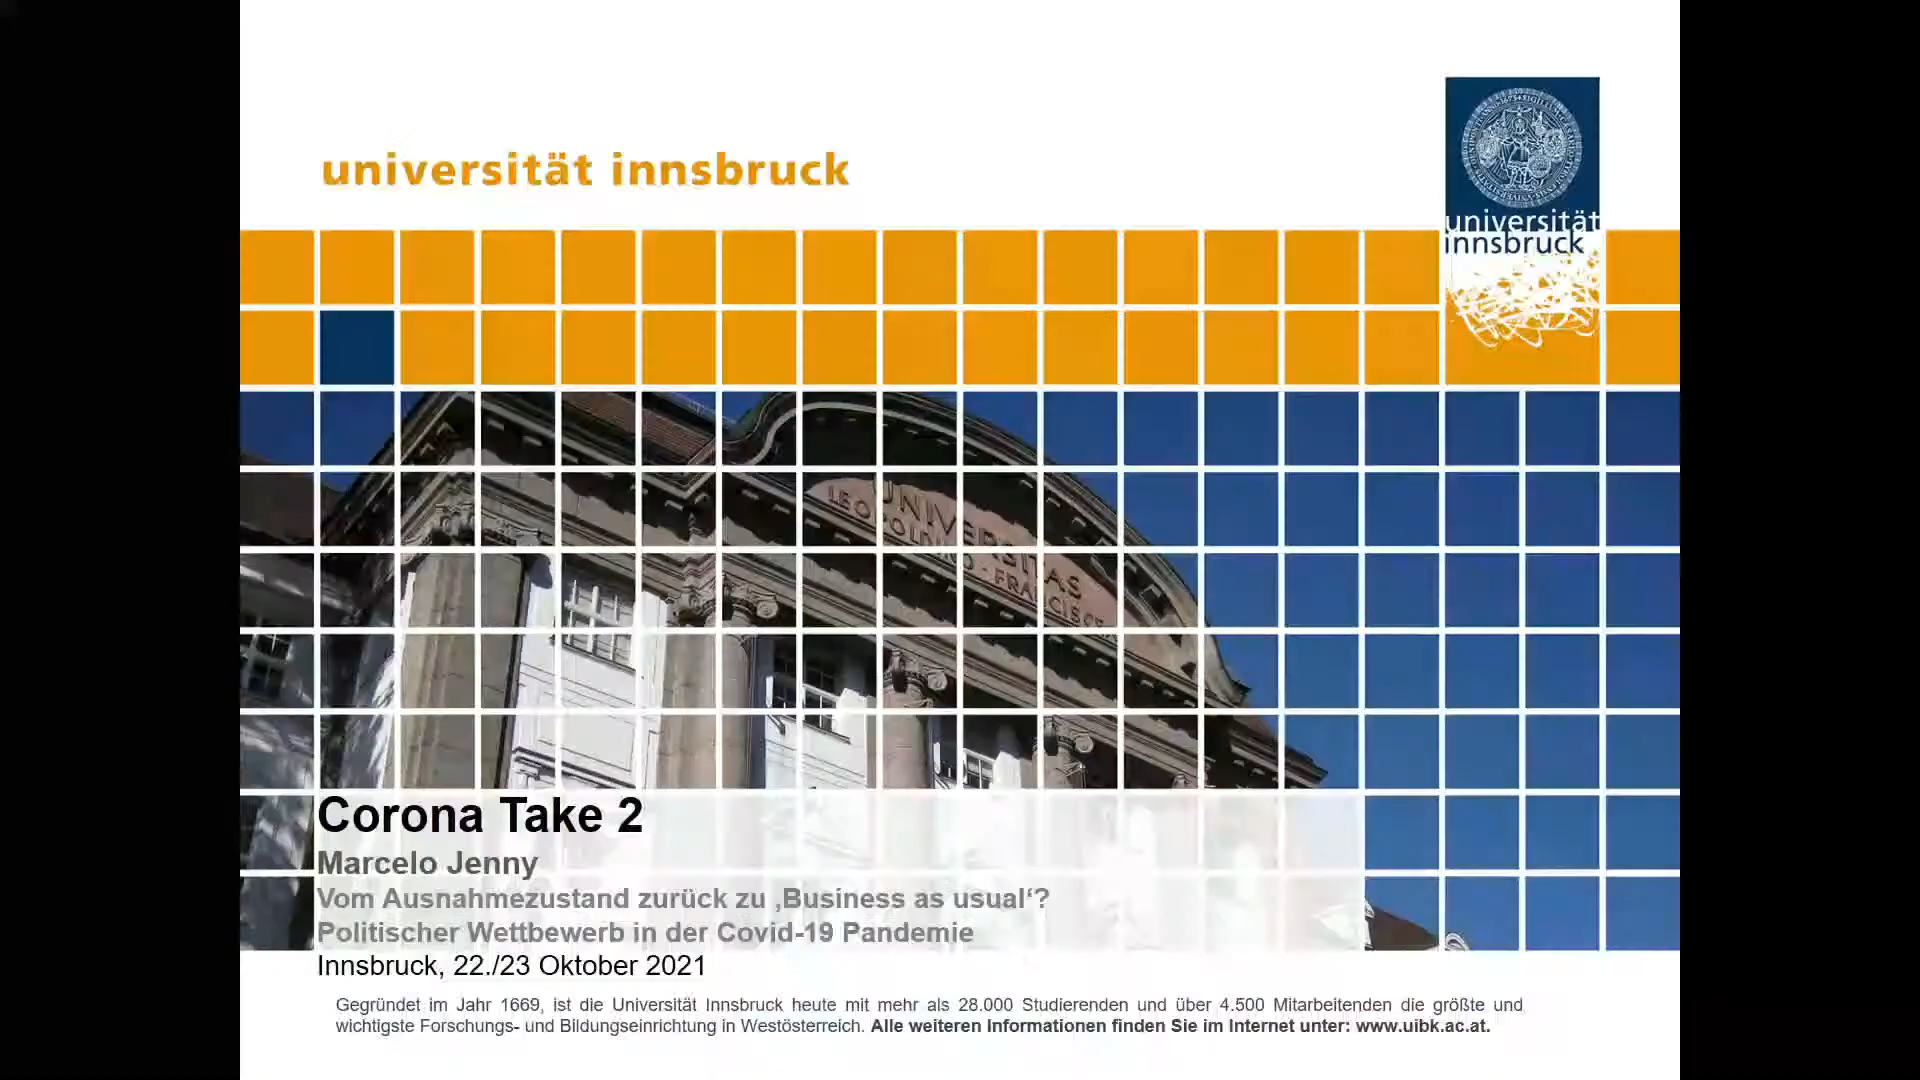 universität innsbruck
universität
innsbruck
UNIVERSITAS
LEOPOLDINO - FRANCISCEA
Corona Take 2
Marcelo Jenny
Vom Ausnahmezustand zurück zu ‚Business as usual‘?
Politischer Wettbewerb in der Covid-19 Pandemie
Innsbruck, 22./23 Oktober 2021
Gegründet im Jahr 1669, ist die Universität Innsbruck heute mit mehr als 28.000 Studierenden und über 4.500 Mitarbeitenden die größte und
wichtigste Forschungs- und Bildungseinrichtung in Westösterreich. Alle weiteren Informationen finden Sie im Internet unter: www.uibk.ac.at.